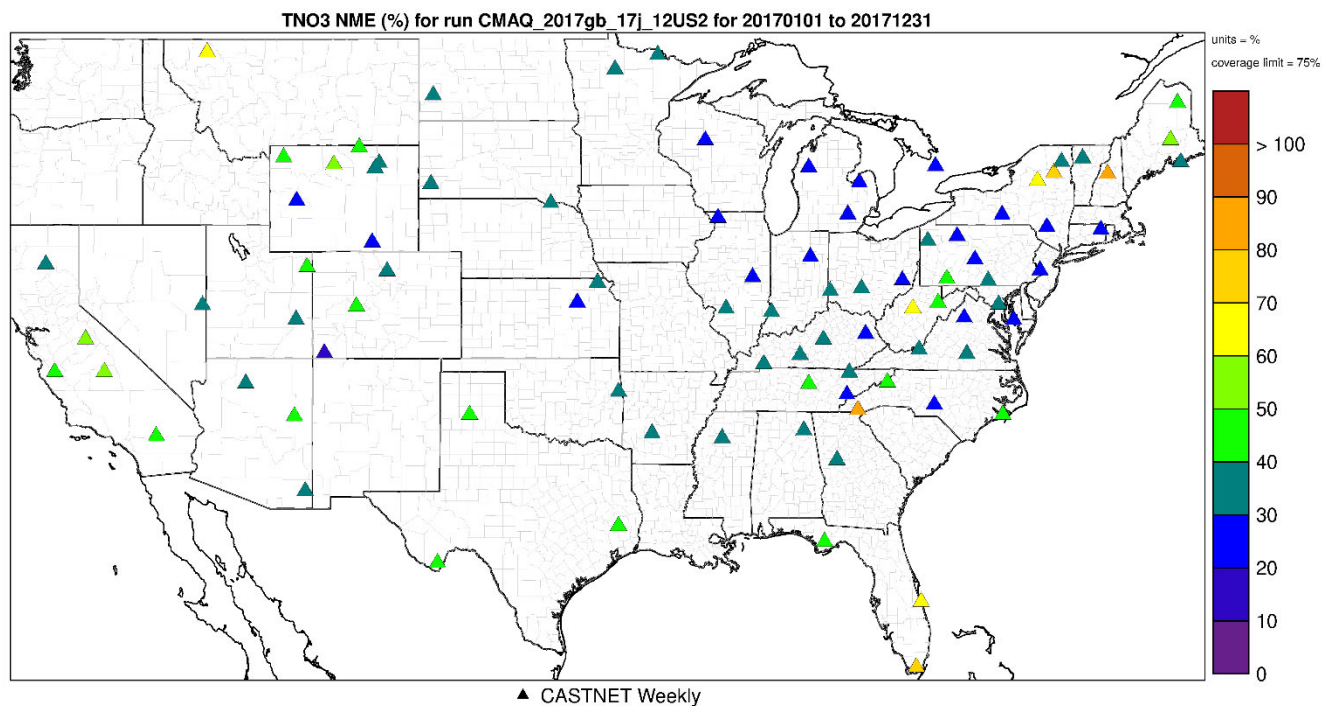 TNO3 NME (%) for run CMAQ_2017gb_17j_12US2 for 20170101 to 20171231
units = %
coverage limit = 75%
> 100
90
80
70
60
50
40
30
20
10
0
CASTNET Weekly